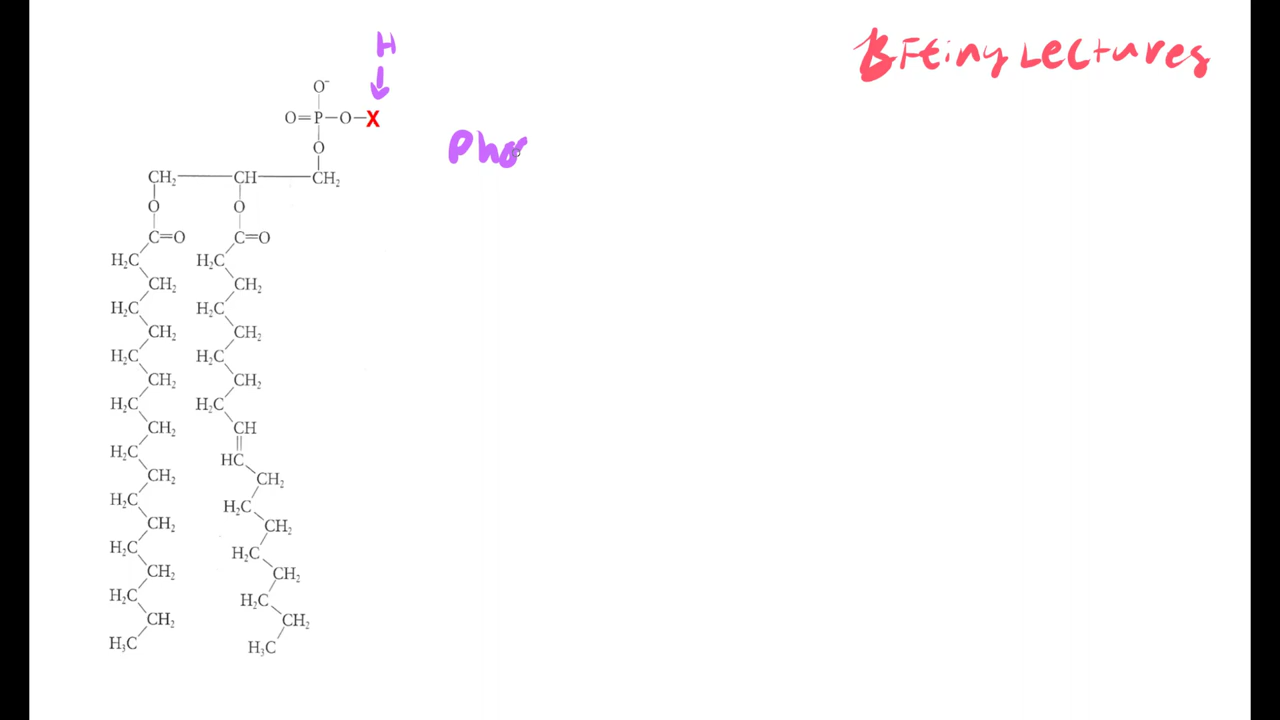 H
BFtiny Lectures
O⁻
O=P—O—X
Pho
O
CH₂ CH CH₂
O O
C=O C=O
H₂C H₂C
CH₂ CH₂
H₂C H₂C
CH₂ CH₂
H₂C H₂C
CH₂ CH₂
H₂C H₂C
CH₂ CH
H₂C HC
CH₂ CH₂
H₂C H₂C
CH₂ CH₂
H₂C H₂C
CH₂ CH₂
H₂C H₂C
CH₂ CH₂
H₃C H₃C